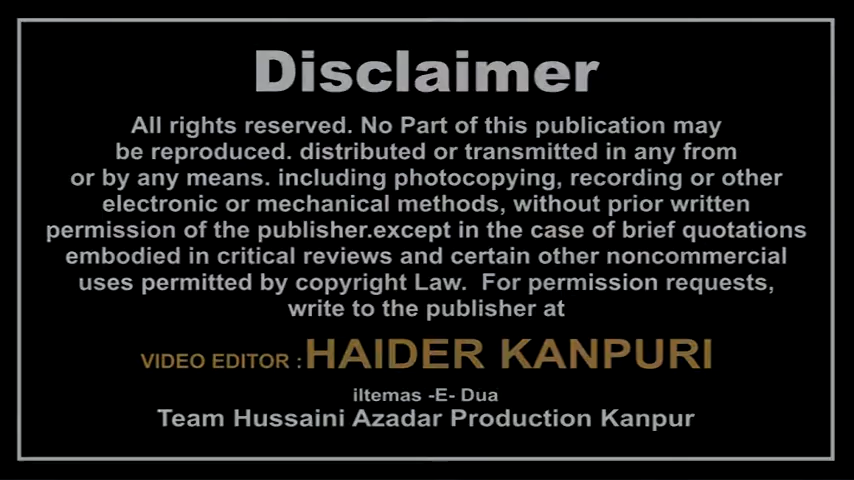 Disclaimer
All rights reserved. No Part of this publication may
be reproduced. distributed or transmitted in any from
or by any means. including photocopying, recording or other
electronic or mechanical methods, without prior written
permission of the publisher.except in the case of brief quotations
embodied in critical reviews and certain other noncommercial
uses permitted by copyright Law.  For permission requests,
write to the publisher at
VIDEO EDITOR : HAIDER KANPURI
iltemas -E- Dua
Team Hussaini Azadar Production Kanpur